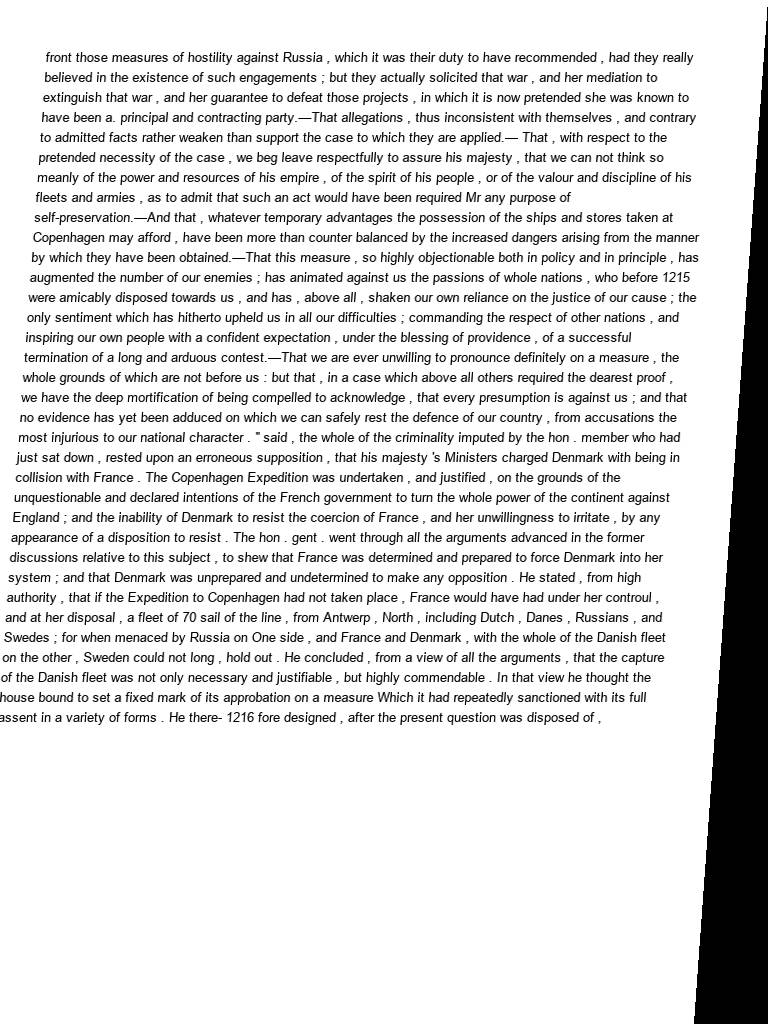 front those measures of hostility against Russia , which it was their duty to have recommended , had they really
believed in the existence of such engagements ; but they actually solicited that war , and her mediation to
extinguish that war , and her guarantee to defeat those projects , in which it is now pretended she was known to
have been a. principal and contracting party.—That allegations , thus inconsistent with themselves , and contrary
to admitted facts rather weaken than support the case to which they are applied.— That , with respect to the
pretended necessity of the case , we beg leave respectfully to assure his majesty , that we can not think so
meanly of the power and resources of his empire , of the spirit of his people , or of the valour and discipline of his
fleets and armies , as to admit that such an act would have been required Mr any purpose of
self-preservation.—And that , whatever temporary advantages the possession of the ships and stores taken at
Copenhagen may afford , have been more than counter balanced by the increased dangers arising from the manner
by which they have been obtained.—That this measure , so highly objectionable both in policy and in principle , has
augmented the number of our enemies ; has animated against us the passions of whole nations , who before 1215
were amicably disposed towards us , and has , above all , shaken our own reliance on the justice of our cause ; the
only sentiment which has hitherto upheld us in all our difficulties ; commanding the respect of other nations , and
inspiring our own people with a confident expectation , under the blessing of providence , of a successful
termination of a long and arduous contest.—That we are ever unwilling to pronounce definitely on a measure , the
whole grounds of which are not before us : but that , in a case which above all others required the dearest proof ,
we have the deep mortification of being compelled to acknowledge , that every presumption is against us ; and that
no evidence has yet been adduced on which we can safely rest the defence of our country , from accusations the
most injurious to our national character . " said , the whole of the criminality imputed by the hon . member who had
just sat down , rested upon an erroneous supposition , that his majesty 's Ministers charged Denmark with being in
collision with France . The Copenhagen Expedition was undertaken , and justified , on the grounds of the
unquestionable and declared intentions of the French government to turn the whole power of the continent against
England ; and the inability of Denmark to resist the coercion of France , and her unwillingness to irritate , by any
appearance of a disposition to resist . The hon . gent . went through all the arguments advanced in the former
discussions relative to this subject , to shew that France was determined and prepared to force Denmark into her
system ; and that Denmark was unprepared and undetermined to make any opposition . He stated , from high
authority , that if the Expedition to Copenhagen had not taken place , France would have had under her controul ,
and at her disposal , a fleet of 70 sail of the line , from Antwerp , North , including Dutch , Danes , Russians , and
Swedes ; for when menaced by Russia on One side , and France and Denmark , with the whole of the Danish fleet
on the other , Sweden could not long , hold out . He concluded , from a view of all the arguments , that the capture
of the Danish fleet was not only necessary and justifiable , but highly commendable . In that view he thought the
house bound to set a fixed mark of its approbation on a measure Which it had repeatedly sanctioned with its full
assent in a variety of forms . He there- 1216 fore designed , after the present question was disposed of ,